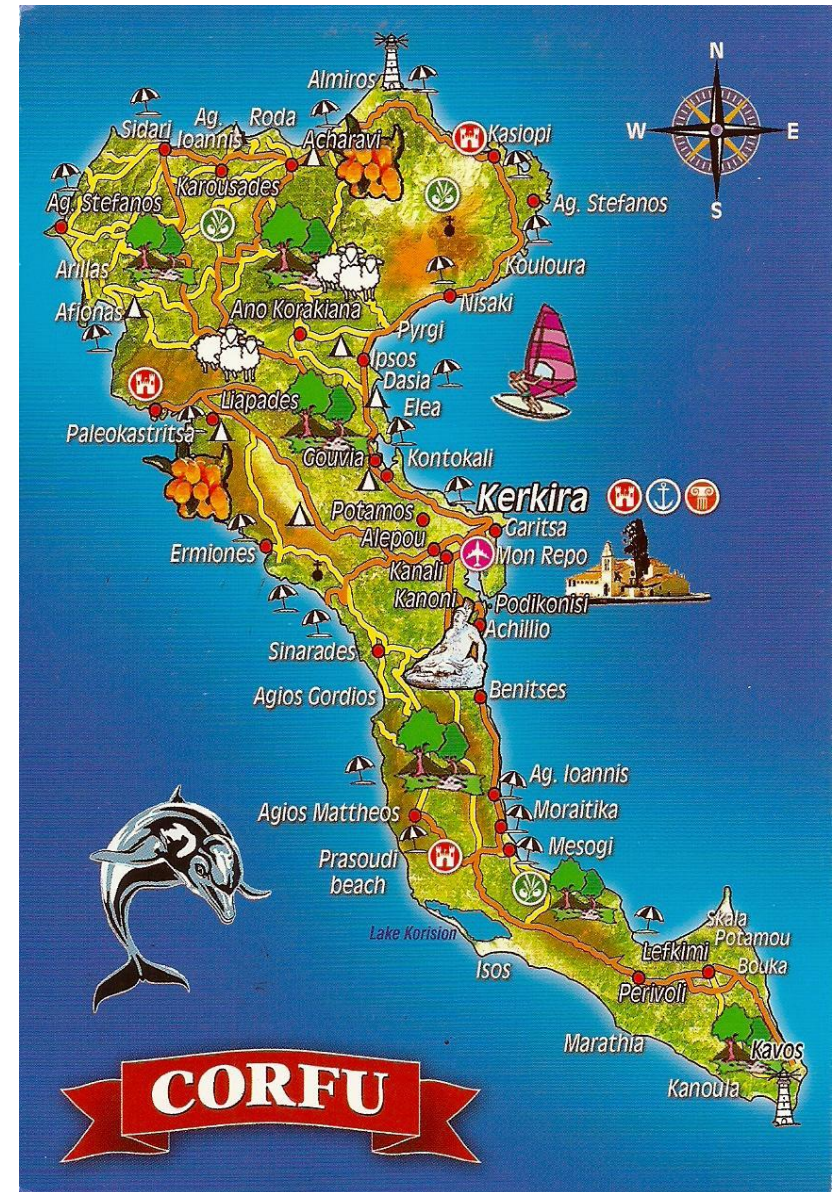 N
W
E
S
Almiros
Sidari
Ag.
Ioannis
Roda
Acharavi
Kasiopi
Karousades
Ag. Stefanos
Ag. Stefanos
Arillas
Kouloura
Afionas
Ano Korakiana
Nisaki
Pyrgi
Ipsos
Dasia
Liapades
Elea
Paleokastritsa
Gouvia
Kontokali
Kerkira
Potamos
Garitsa
Alepou
Ermiones
Mon Repo
Kanali
Kanoni
Podikonisi
Achillio
Sinarades
Agios Gordios
Benitses
Ag. Ioannis
Agios Mattheos
Moraitika
Mesogi
Prasoudi
beach
Lake Korision
Isos
Skala
Potamou
Lefkimi
Bouka
Perivoli
Marathia
Kavos
Kanoula
CORFU